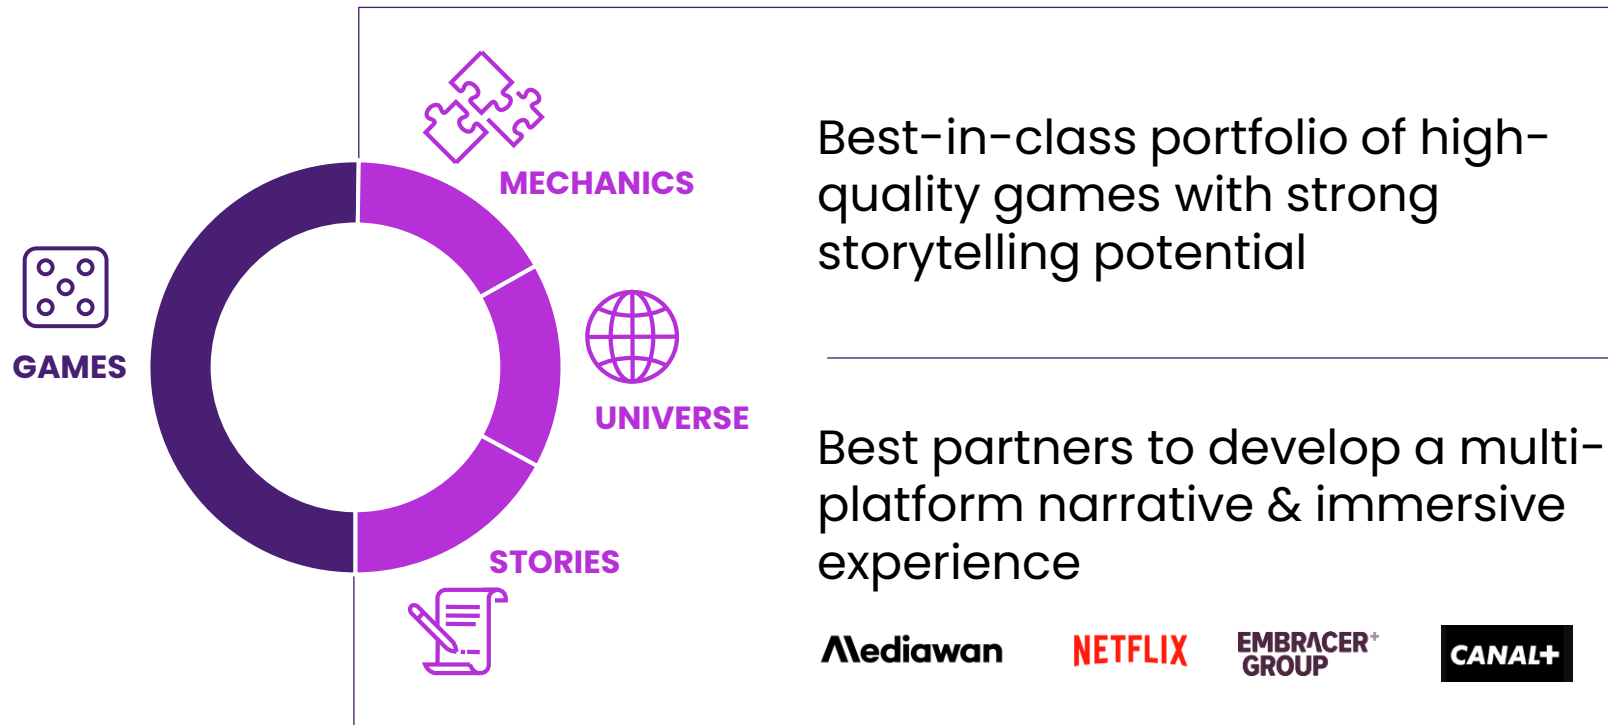 MECHANICS
GAMES
UNIVERSE
STORIES
Best-in-class portfolio of high-
quality games with strong
storytelling potential
Best partners to develop a multi-
platform narrative & immersive
experience
Mediawan
NETFLIX
EMBRACER+
GROUP
CANAL+